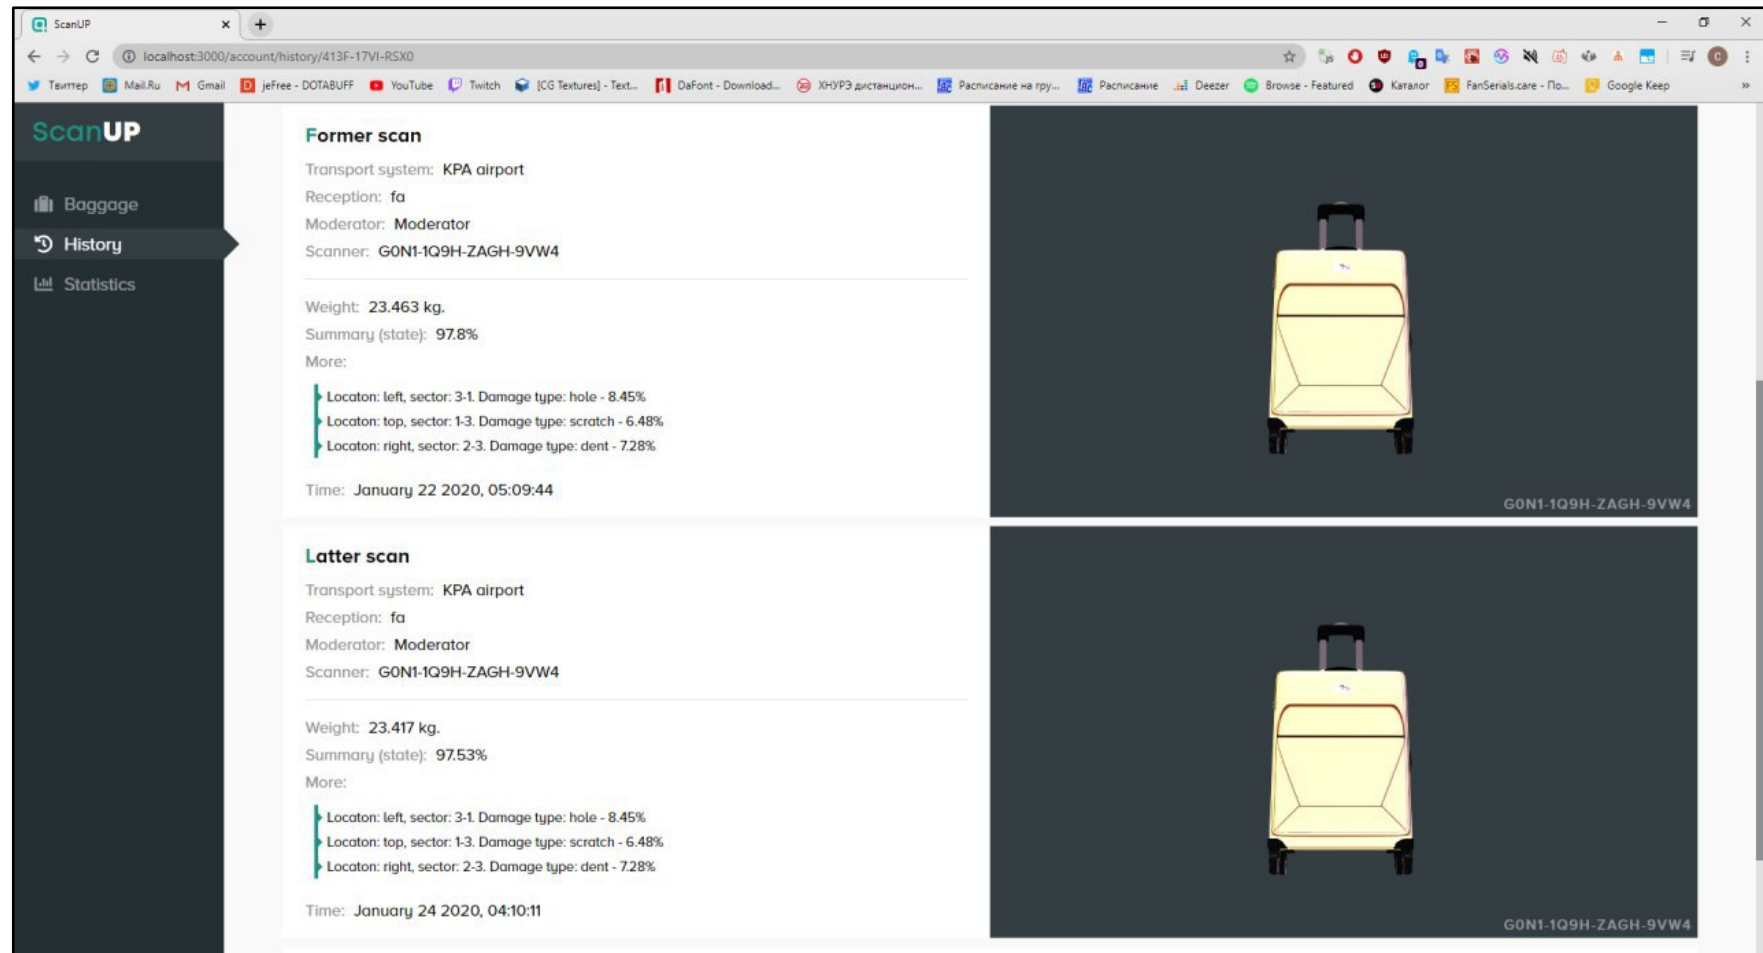 ScanUP
localhost:3000/account/history/413F-17VI-RSX0
Твиттер Mail.Ru Gmail jeFree - DOTABUFF YouTube Twitch [CG Textures] - Text... DaFont - Download... ХНУРЭ дистанцион... Расписание на гру... Расписание Deezer Browse - Featured Каталог FanSerials.care - По... Google Keep »
ScanUP
Baggage
History
Statistics
Former scan
Transport system: KPA airport
Reception: fa
Moderator: Moderator
Scanner: G0N1-1Q9H-ZAGH-9VW4
Weight: 23.463 kg.
Summary (state): 97.8%
More:
Locaton: left, sector: 3-1. Damage type: hole - 8.45%
Locaton: top, sector: 1-3. Damage type: scratch - 6.48%
Locaton: right, sector: 2-3. Damage type: dent - 7.28%
Time: January 22 2020, 05:09:44
G0N1-1Q9H-ZAGH-9VW4
Latter scan
Transport system: KPA airport
Reception: fa
Moderator: Moderator
Scanner: G0N1-1Q9H-ZAGH-9VW4
Weight: 23.417 kg.
Summary (state): 97.53%
More:
Locaton: left, sector: 3-1. Damage type: hole - 8.45%
Locaton: top, sector: 1-3. Damage type: scratch - 6.48%
Locaton: right, sector: 2-3. Damage type: dent - 7.28%
Time: January 24 2020, 04:10:11
G0N1-1Q9H-ZAGH-9VW4